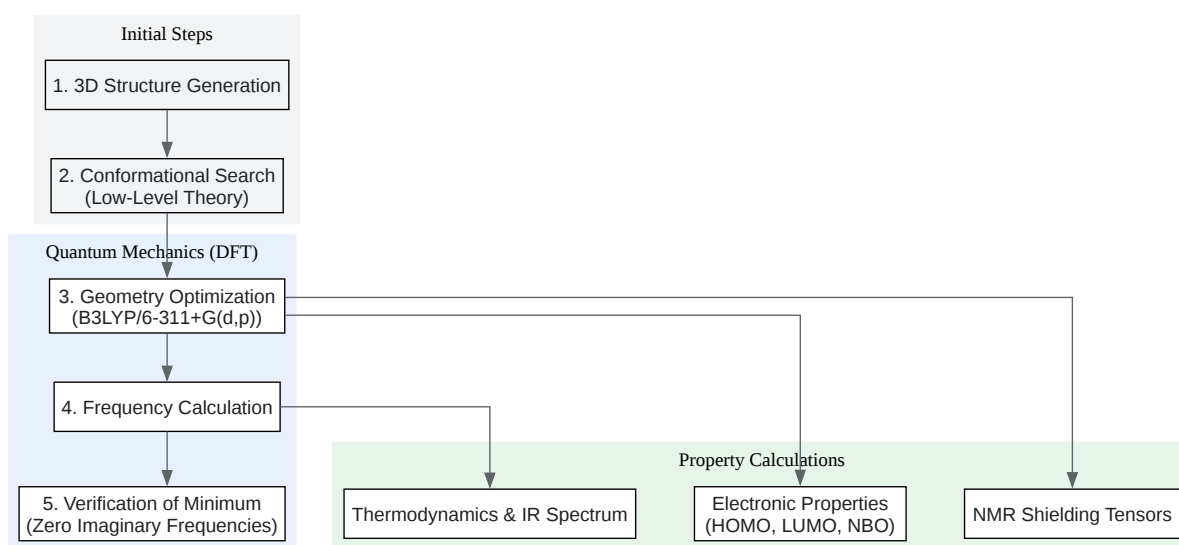 Initial Steps
1. 3D Structure Generation
2. Conformational Search
(Low-Level Theory)
Quantum Mechanics (DFT)
3. Geometry Optimization
(B3LYP/6-311+G(d,p))
4. Frequency Calculation
5. Verification of Minimum
(Zero Imaginary Frequencies)
Property Calculations
Thermodynamics & IR Spectrum
Electronic Properties
(HOMO, LUMO, NBO)
NMR Shielding Tensors